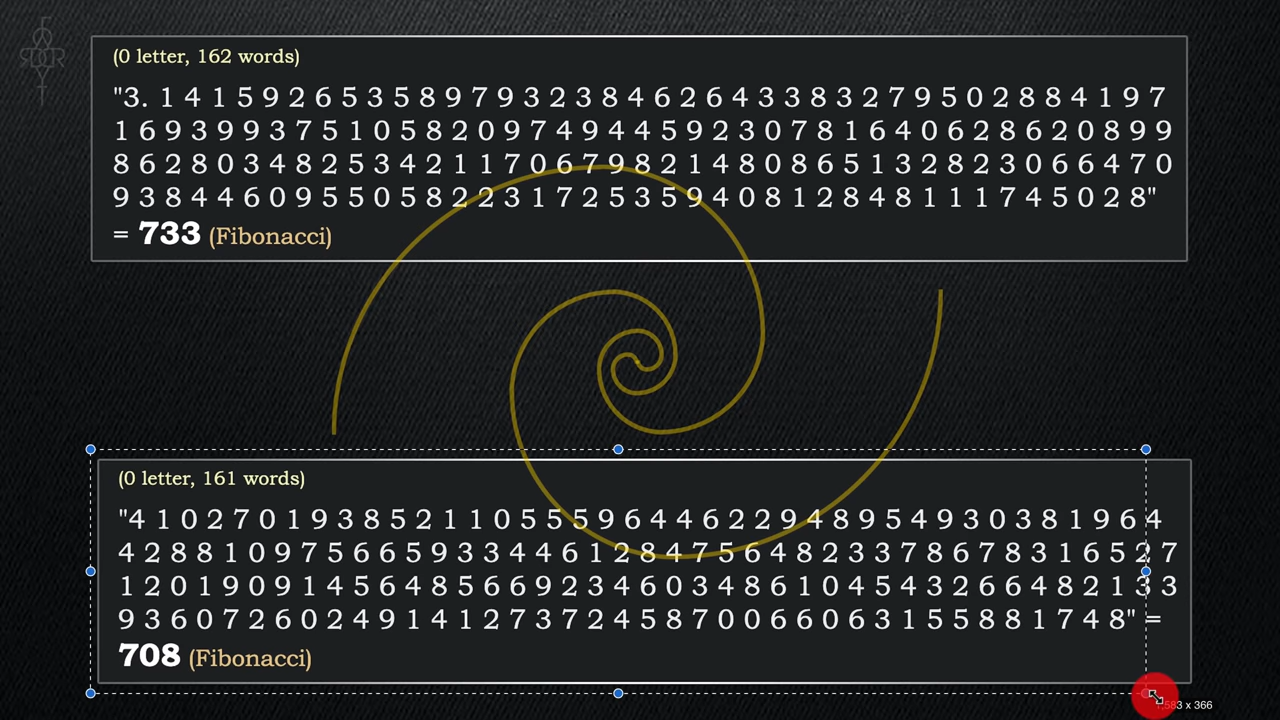 (0 letter, 162 words)
"3. 1 4 1 5 9 2 6 5 3 5 8 9 7 9 3 2 3 8 4 6 2 6 4 3 3 8 3 2 7 9 5 0 2 8 8 4 1 9 7
1 6 9 3 9 9 3 7 5 1 0 5 8 2 0 9 7 4 9 4 4 5 9 2 3 0 7 8 1 6 4 0 6 2 8 6 2 0 8 9 9
8 6 2 8 0 3 4 8 2 5 3 4 2 1 1 7 0 6 7 9 8 2 1 4 8 0 8 6 5 1 3 2 8 2 3 0 6 6 4 7 0
9 3 8 4 4 6 0 9 5 5 0 5 8 2 2 3 1 7 2 5 3 5 9 4 0 8 1 2 8 4 8 1 1 1 7 4 5 0 2 8"
= 733 (Fibonacci)
(0 letter, 161 words)
"4 1 0 2 7 0 1 9 3 8 5 2 1 1 0 5 5 5 9 6 4 4 6 2 2 9 4 8 9 5 4 9 3 0 3 8 1 9 6 4
4 2 8 8 1 0 9 7 5 6 6 5 9 3 3 4 4 6 1 2 8 4 7 5 6 4 8 2 3 3 7 8 6 7 8 3 1 6 5 2 7
1 2 0 1 9 0 9 1 4 5 6 4 8 5 6 6 9 2 3 4 6 0 3 4 8 6 1 0 4 5 4 3 2 6 6 4 8 2 1 3 3
9 3 6 0 7 2 6 0 2 4 9 1 4 1 2 7 3 7 2 4 5 8 7 0 0 6 6 0 6 3 1 5 5 8 8 1 7 4 8" =
708 (Fibonacci)